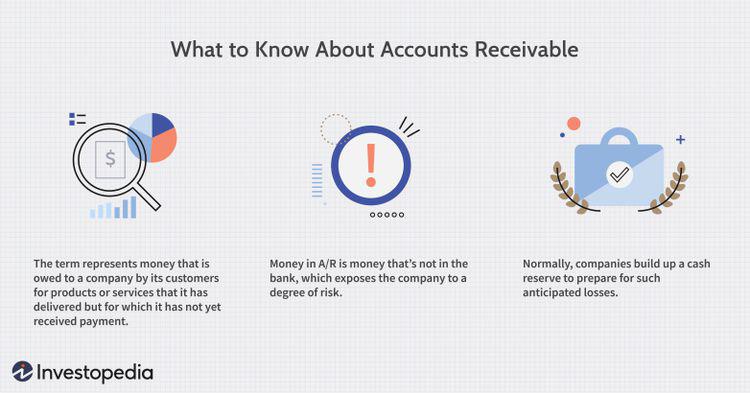 What to Know About Accounts Receivable
$
The term represents money that is
owed to a company by its customers
for products or services that it has
delivered but for which it has not yet
received payment.
Money in A/R is money that’s not in the
bank, which exposes the company to a
degree of risk.
Normally, companies build up a cash
reserve to prepare for such
anticipated losses.
Investopedia